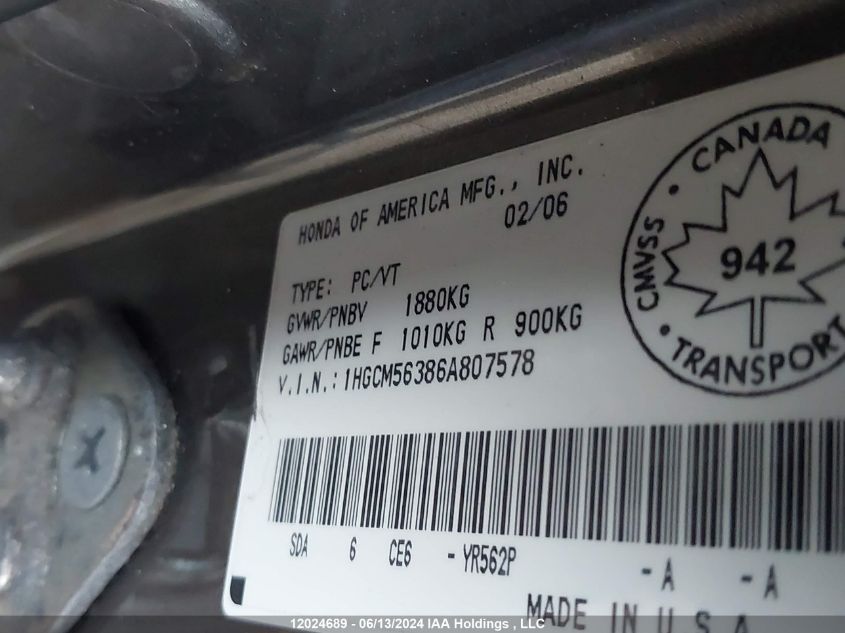 HONDA OF AMERICA MFG., INC.
02/06
TYPE: PC/VT
GVWR/PNBV 1880KG
GAWR/PNBE F 1010KG R 900KG
V.I.N.: 1HGCM56386A807578
CMVSS • CANADA
942
• TRANSPORT
SDA 6 CE6 - YR562P -A -A
MADE IN U.S.A
12024689 - 06/13/2024 IAA Holdings , LLC